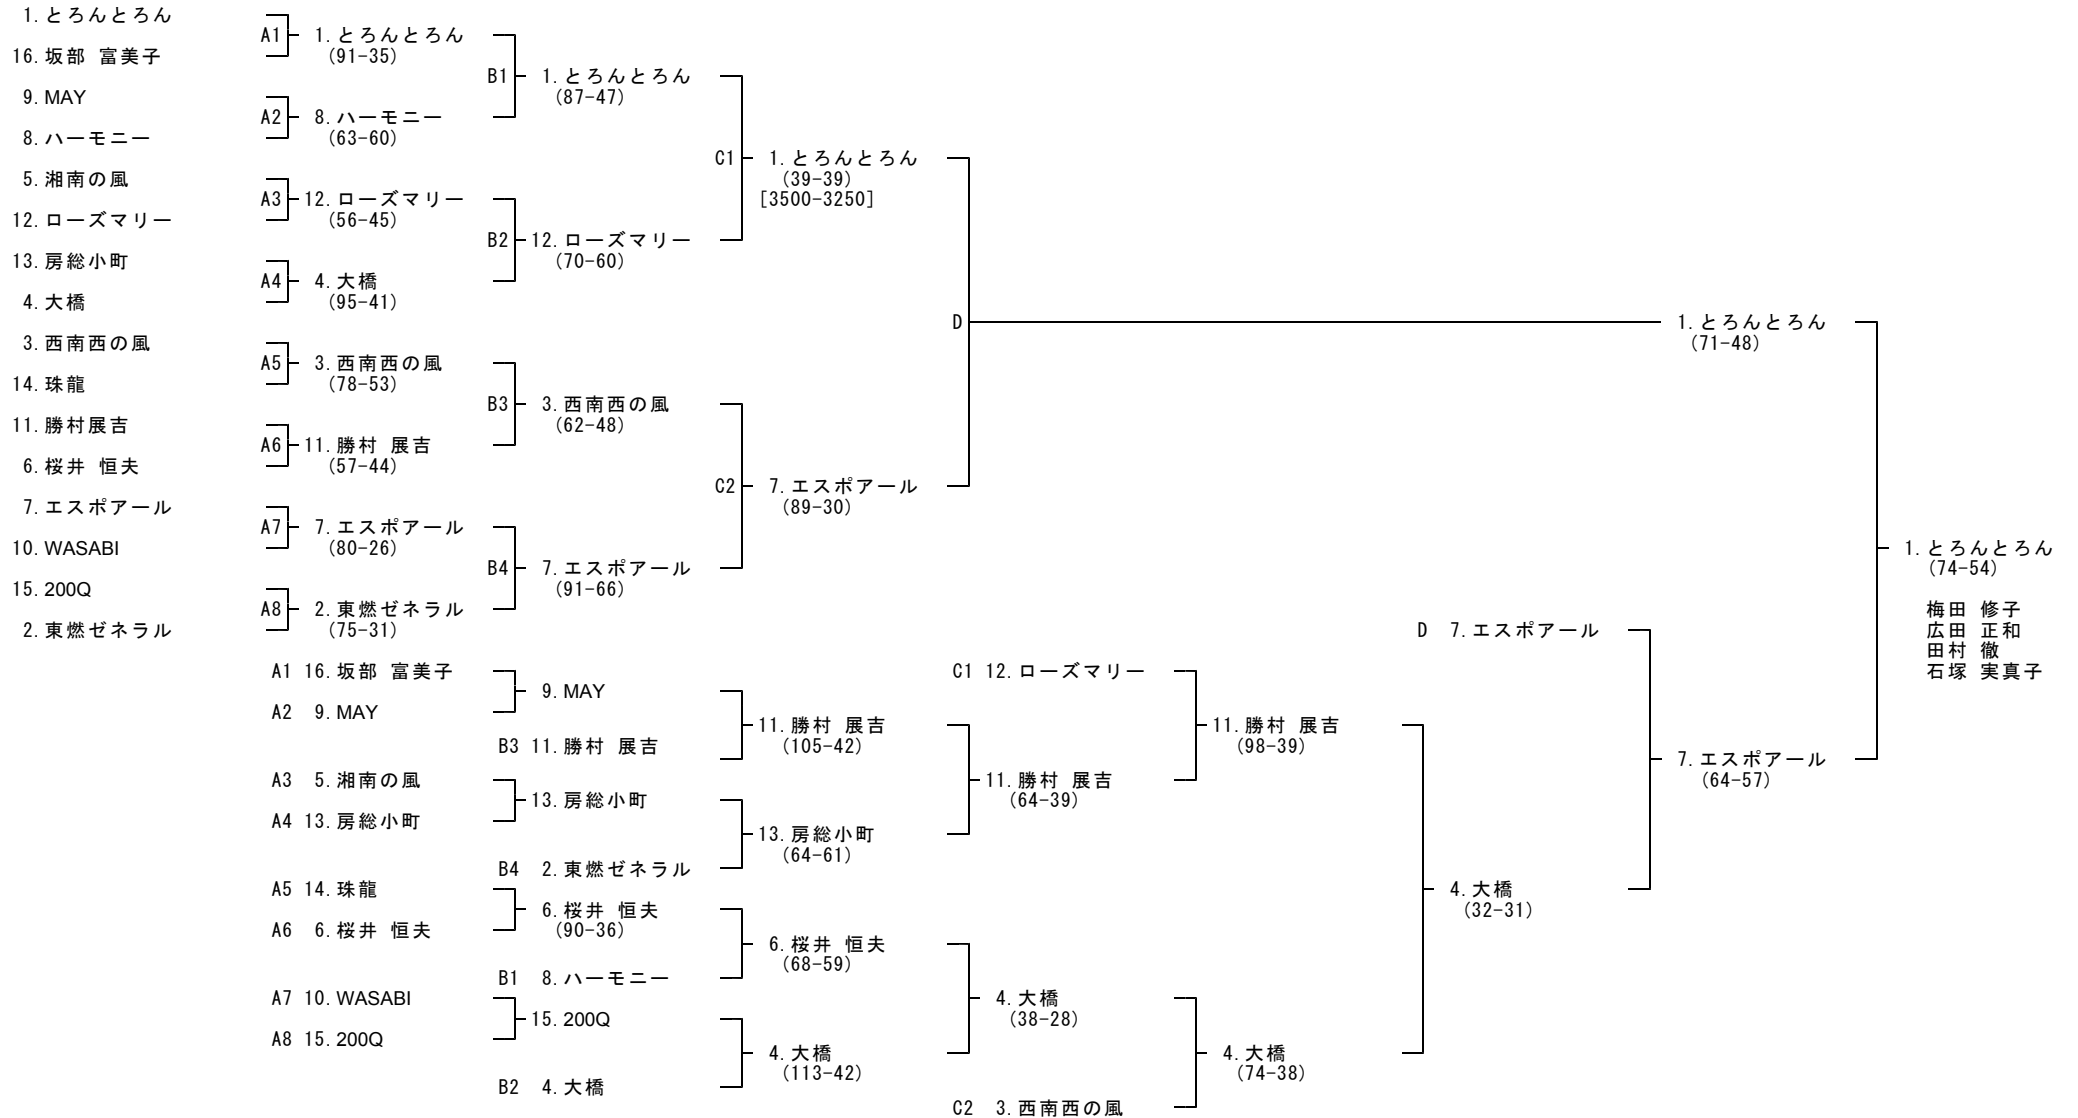 1. とろんとろん
16. 坂部 富美子
9. MAY
8. ハーモニー
5. 湘南の風
12. ローズマリー
13. 房総小町
4. 大橋
3. 西南西の風
14. 珠龍
11. 勝村展吉
6. 桜井 恒夫
7. エスポアール
10. WASABI
15. 200Q
2. 東燃ゼネラル
A1 1. とろんとろん
(91-35)
A2 8. ハーモニー
(63-60)
A3 12. ローズマリー
(56-45)
A4 4. 大橋
(95-41)
A5 3. 西南西の風
(78-53)
A6 11. 勝村 展吉
(57-44)
A7 7. エスポアール
(80-26)
A8 2. 東燃ゼネラル
(75-31)
B1 1. とろんとろん
(87-47)
B2 12. ローズマリー
(70-60)
B3 3. 西南西の風
(62-48)
B4 7. エスポアール
(91-66)
C1 1. とろんとろん
(39-39)
[3500-3250]
C2 7. エスポアール
(89-30)
D
1. とろんとろん
(71-48)
A1 16. 坂部 富美子
A2 9. MAY
A3 5. 湘南の風
A4 13. 房総小町
A5 14. 珠龍
A6 6. 桜井 恒夫
A7 10. WASABI
A8 15. 200Q
9. MAY
B3 11. 勝村 展吉
13. 房総小町
B4 2. 東燃ゼネラル
6. 桜井 恒夫
(90-36)
B1 8. ハーモニー
15. 200Q
B2 4. 大橋
11. 勝村 展吉
(105-42)
13. 房総小町
(64-61)
6. 桜井 恒夫
(68-59)
4. 大橋
(113-42)
C1 12. ローズマリー
11. 勝村 展吉
(64-39)
4. 大橋
(38-28)
C2 3. 西南西の風
11. 勝村 展吉
(98-39)
4. 大橋
(74-38)
D 7. エスポアール
4. 大橋
(32-31)
7. エスポアール
(64-57)
1. とろんとろん
(74-54)
梅田 修子
広田 正和
田村 徹
石塚 実真子